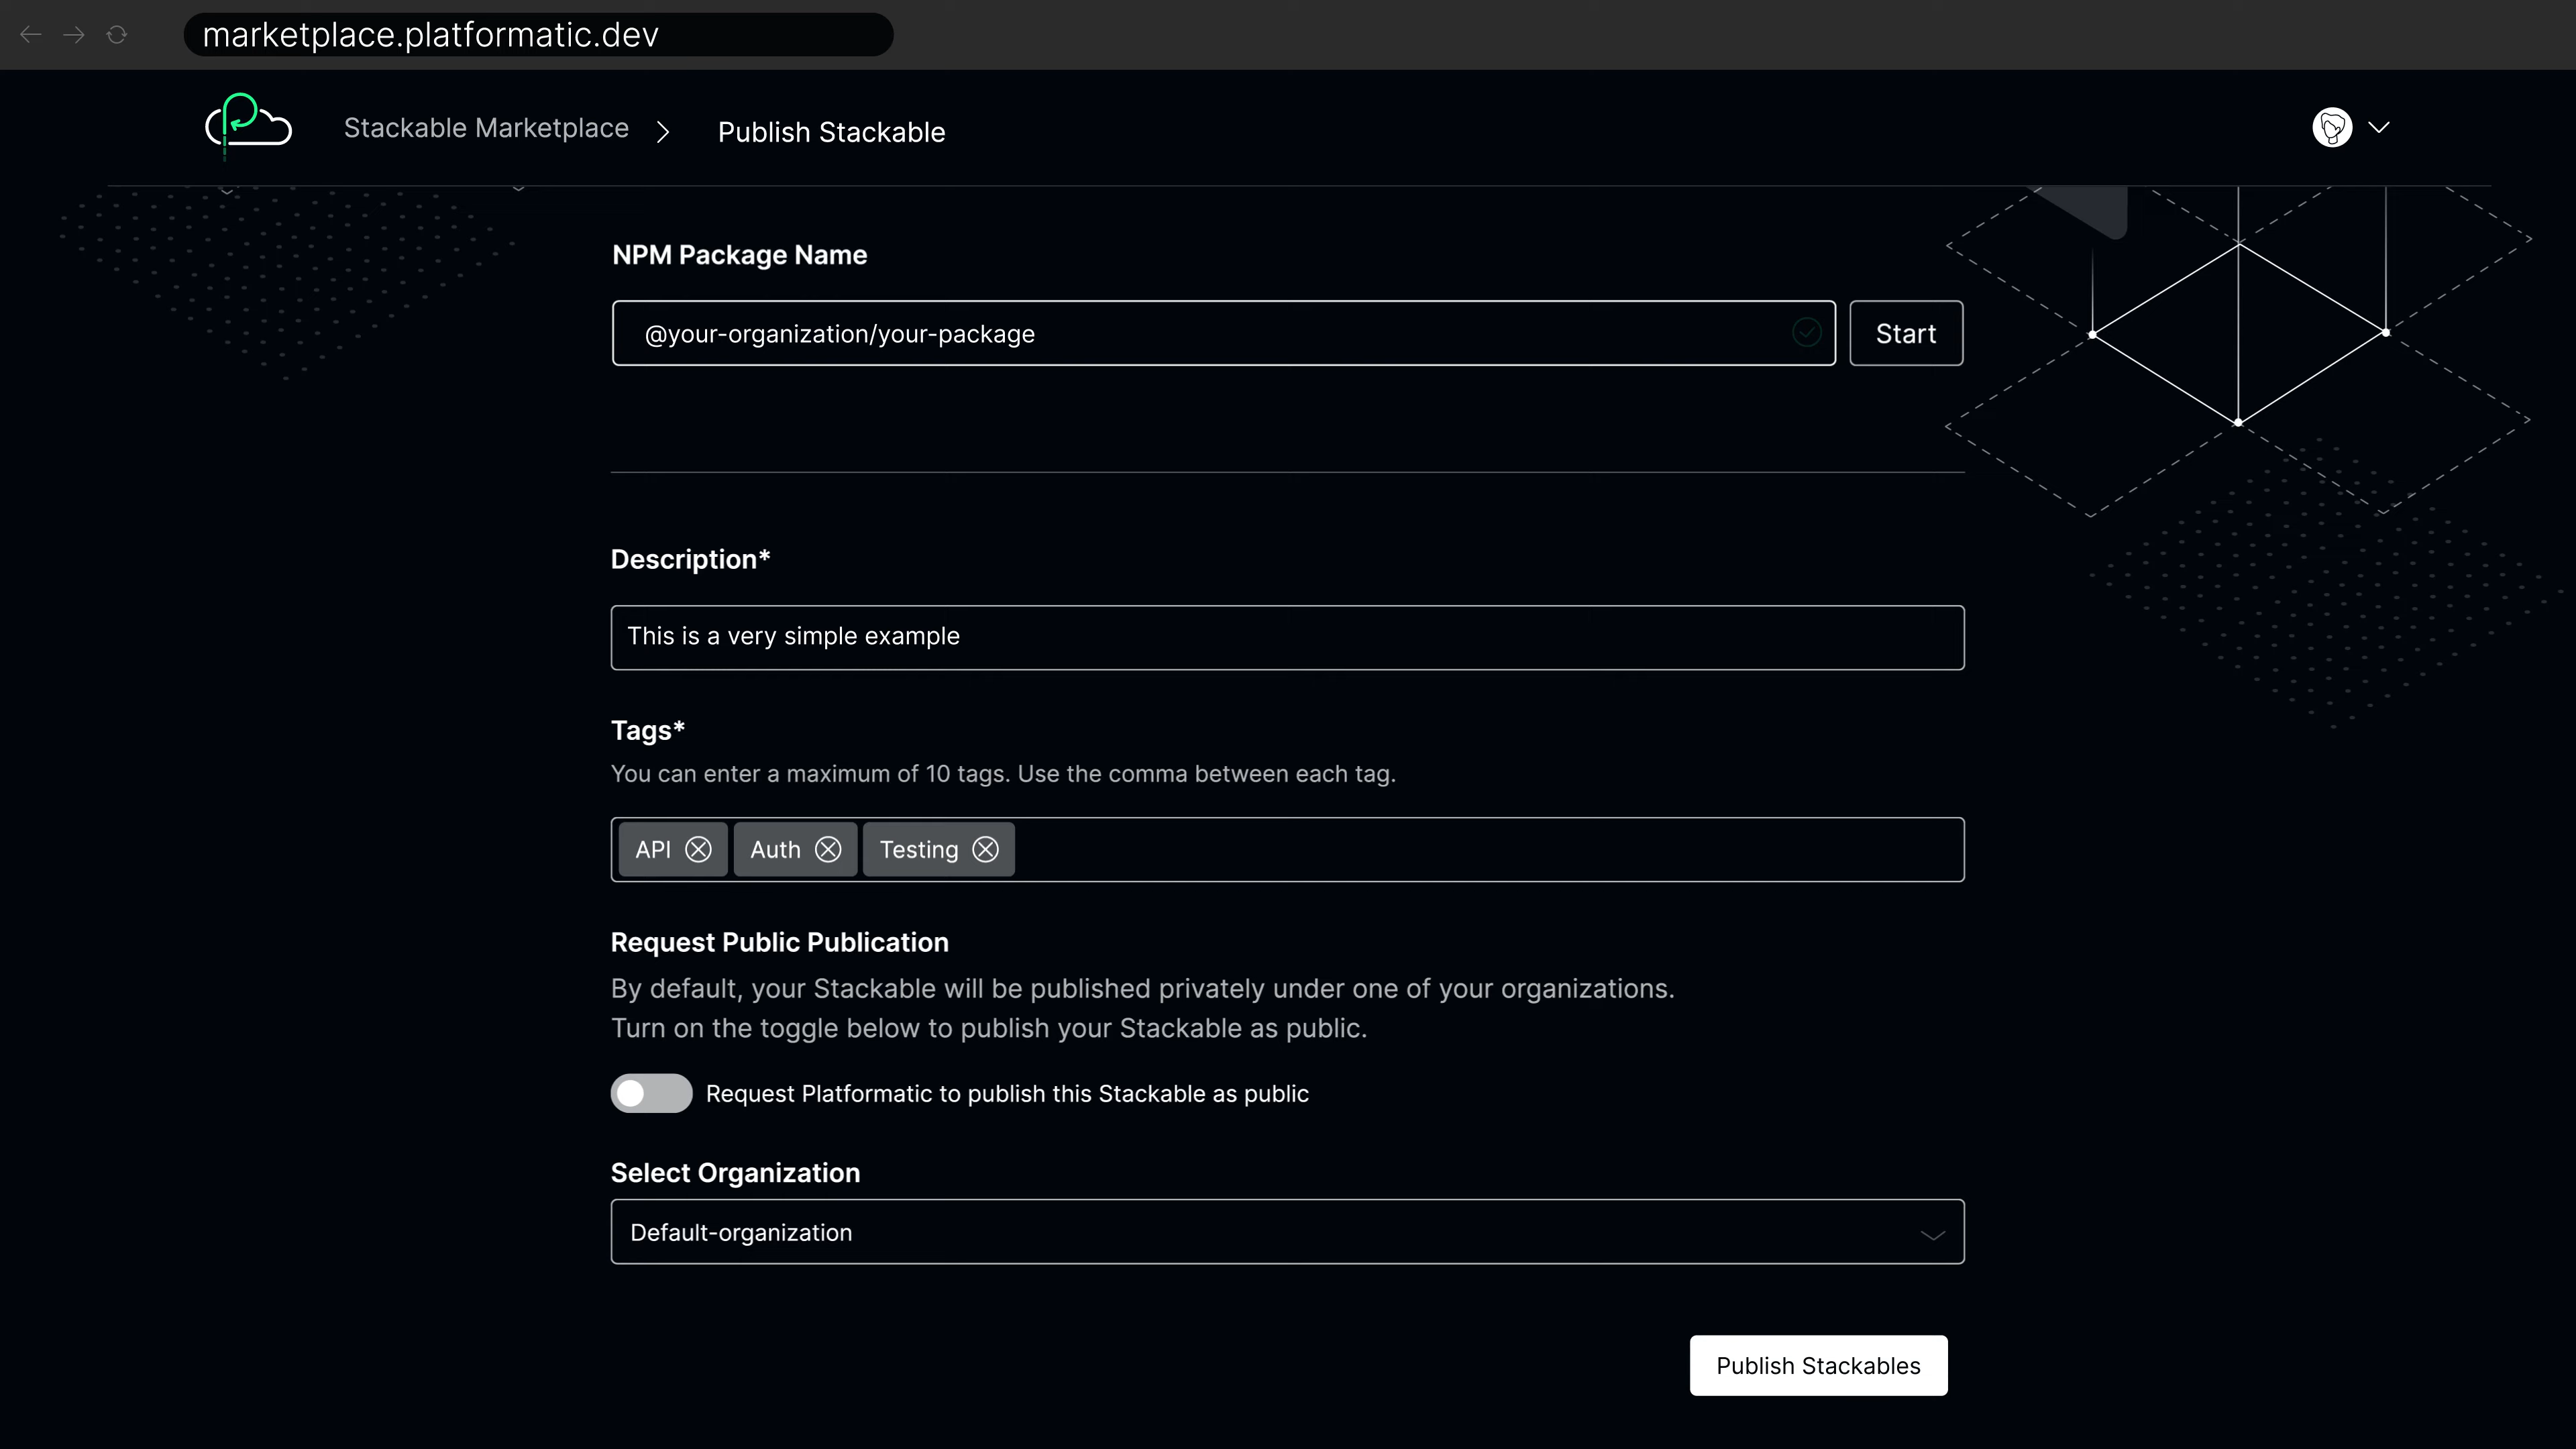 marketplace.platformatic.dev
Stackable Marketplace
Publish Stackable
NPM Package Name
@your-organization/your-package
Start
Description*
This is a very simple example
Tags*
You can enter a maximum of 10 tags. Use the comma between each tag.
API Auth Testing
Request Public Publication
By default, your Stackable will be published privately under one of your organizations.
Turn on the toggle below to publish your Stackable as public.
Request Platformatic to publish this Stackable as public
Select Organization
Default-organization
Publish Stackables